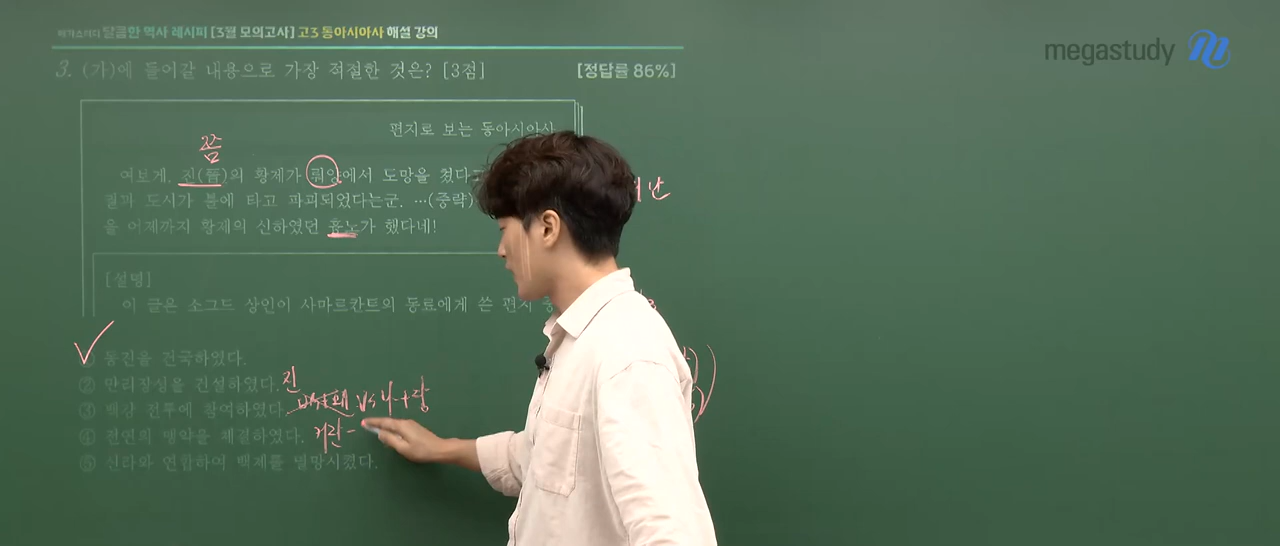 메가스터디 달콤한 역사 레시피 [3월 모의고사] 고3 동아시아사 해설 강의
megastudy
3. (가)에 들어갈 내용으로 가장 적절한 것은? [3점]
[정답률 86%]
편지로 보는 동아시아사
쯤
여보게, 진(晉)의 황제가 뤄양에서 도망을 쳤다
결과 도시가 불에 타고 파괴되었다는군. …(중략)
난
을 어제까지 황제의 신하였던 흉노가 했다네!
[설명]
이 글은 소그드 상인이 사마르칸트의 동료에게 쓴 편지 중
① 동진을 건국하였다.
② 만리장성을 건설하였다. 진
③ 백강 전투에 참여하였다. vs 나+당
④ 전연의 맹약을 체결하였다. 거란-
⑤ 신라와 연합하여 백제를 멸망시켰다.